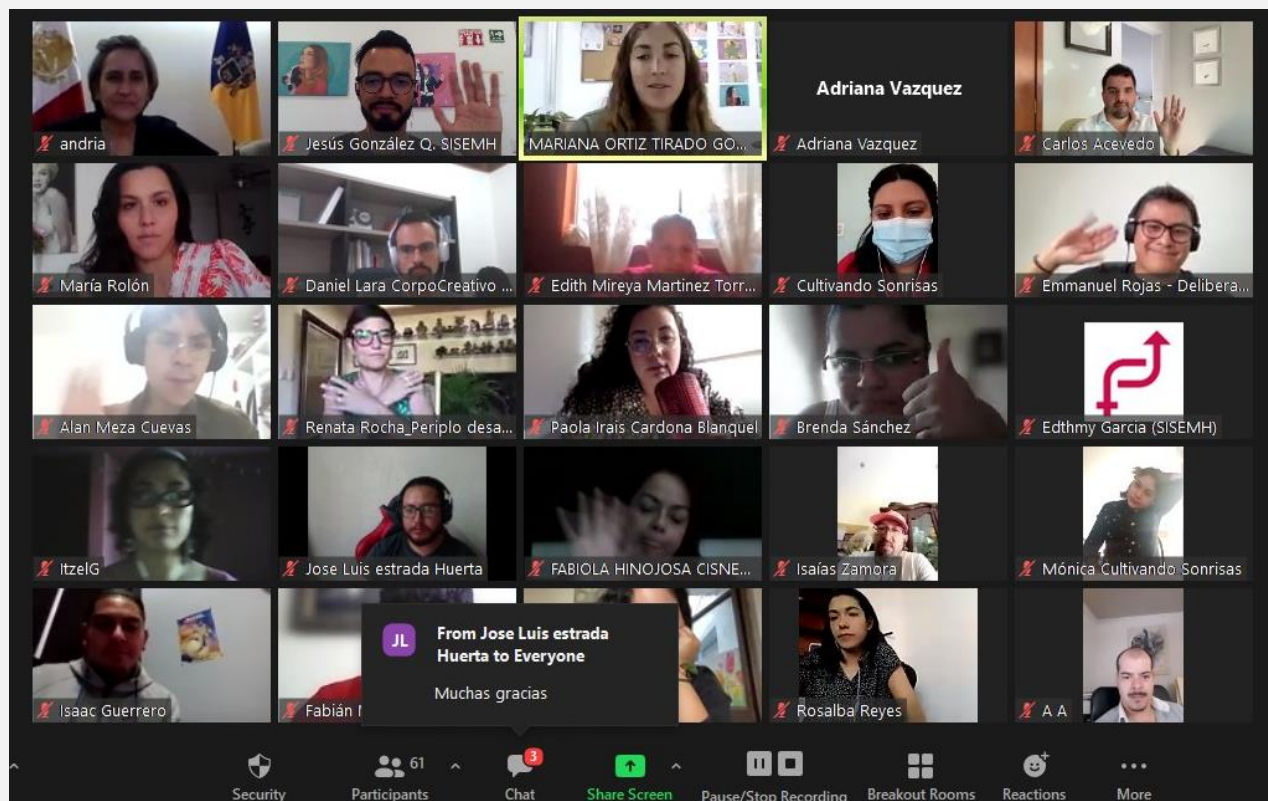 andria
Jesús González Q. SISEMH
MARIANA ORTIZ TIRADO GO...
Adriana Vazquez
Adriana Vazquez
Carlos Acevedo
María Rolón
Daniel Lara CorpoCreativo ...
Edith Mireya Martinez Torr...
Cultivando Sonrisas
Emmanuel Rojas - Delibera...
Alan Meza Cuevas
Renata Rocha_Periplo desa...
Paola Irais Cardona Blanquel
Brenda Sánchez
Edthmy Garcia (SISEMH)
ItzelG
Jose Luis estrada Huerta
FABIOLA HINOJOSA CISNE...
Isaías Zamora
Mónica Cultivando Sonrisas
Isaac Guerrero
Fabián
JL
From Jose Luis estrada
Huerta to Everyone
Muchas gracias
Rosalba Reyes
A A
Security
61
Participants
3
Chat
Share Screen
Pause/Stop Recording
Breakout Rooms
Reactions
More